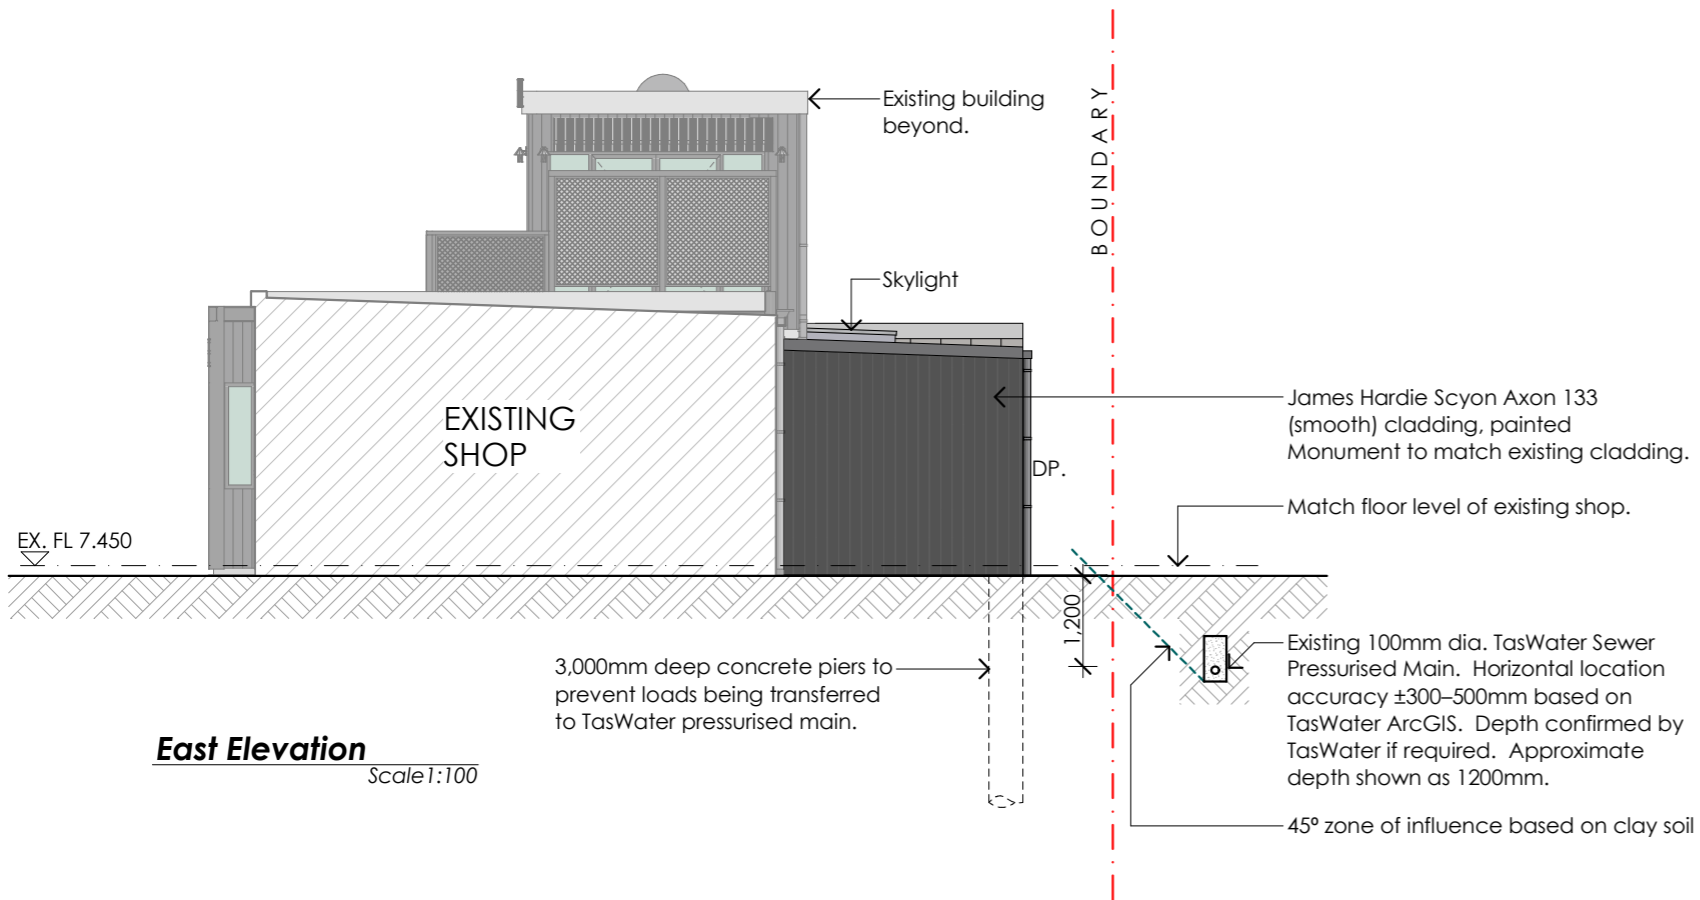 Existing building
beyond.
BOUNDARY
Skylight
EXISTING
SHOP
James Hardie Scyon Axon 133
(smooth) cladding, painted
Monument to match existing cladding.
DP.
Match floor level of existing shop.
EX. FL 7.450
1,200
3,000mm deep concrete piers to
prevent loads being transferred
to TasWater pressurised main.
Existing 100mm dia. TasWater Sewer
Pressurised Main. Horizontal location
accuracy ±300–500mm based on
TasWater ArcGIS. Depth confirmed by
TasWater if required. Approximate
depth shown as 1200mm.
East Elevation
Scale1:100
45º zone of influence based on clay soil